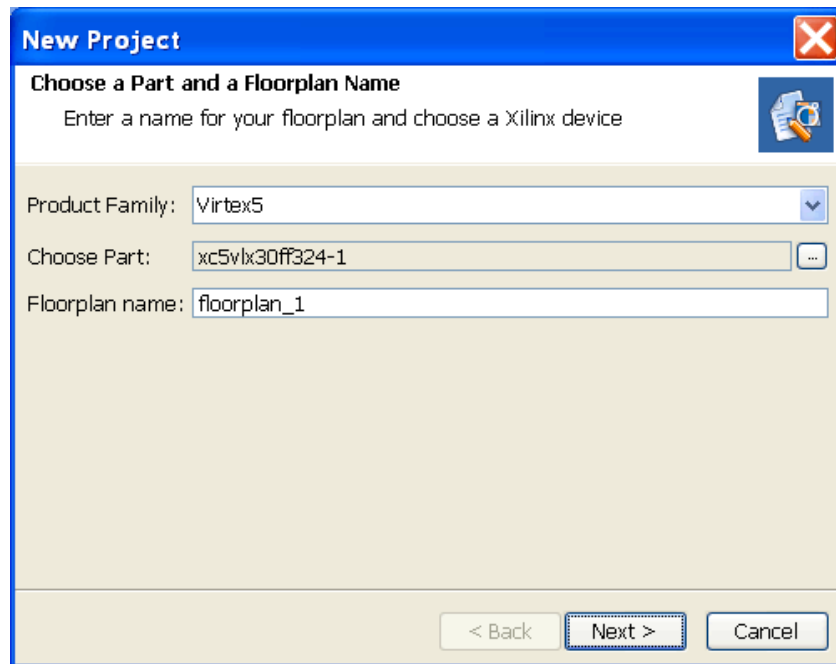 New Project
Choose a Part and a Floorplan Name
Enter a name for your floorplan and choose a Xilinx device
Product Family: Virtex5
Choose Part: xc5vlx30ff324-1 ...
Floorplan name: floorplan_1
< Back Next > Cancel